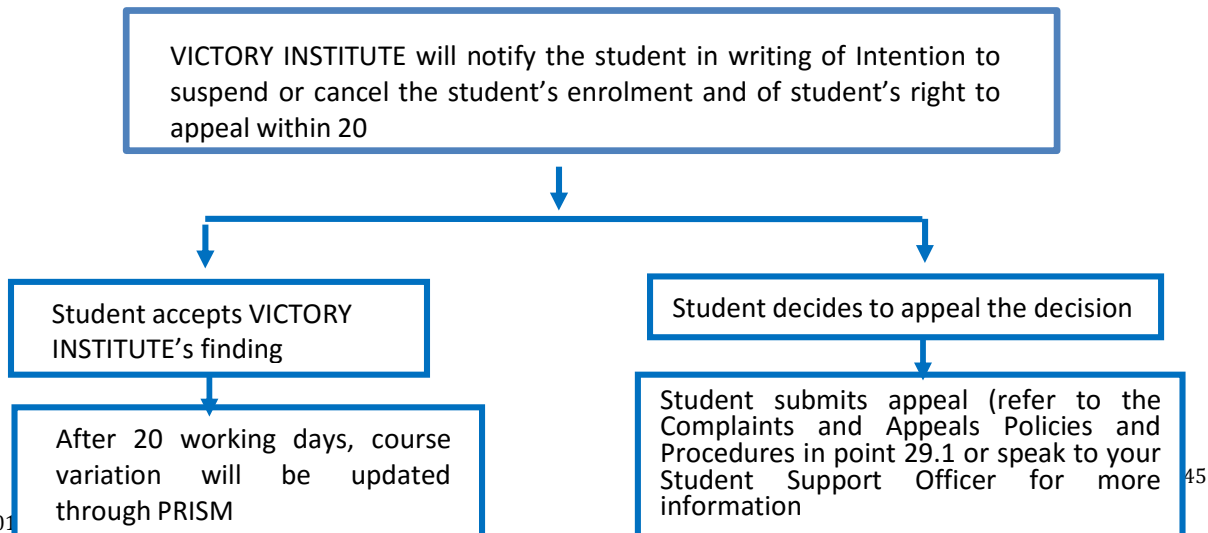 VICTORY INSTITUTE will notify the student in writing of Intention to
suspend or cancel the student's enrolment and of student's right to
appeal within 20
Student accepts VICTORY
INSTITUTE's finding
Student decides to appeal the decision
After 20 working days, course
variation will be updated
through PRISM
Student submits appeal (refer to the
Complaints and Appeals Policies and
Procedures in point 29.1 or speak to your
Student Support Officer for more
information
45
01